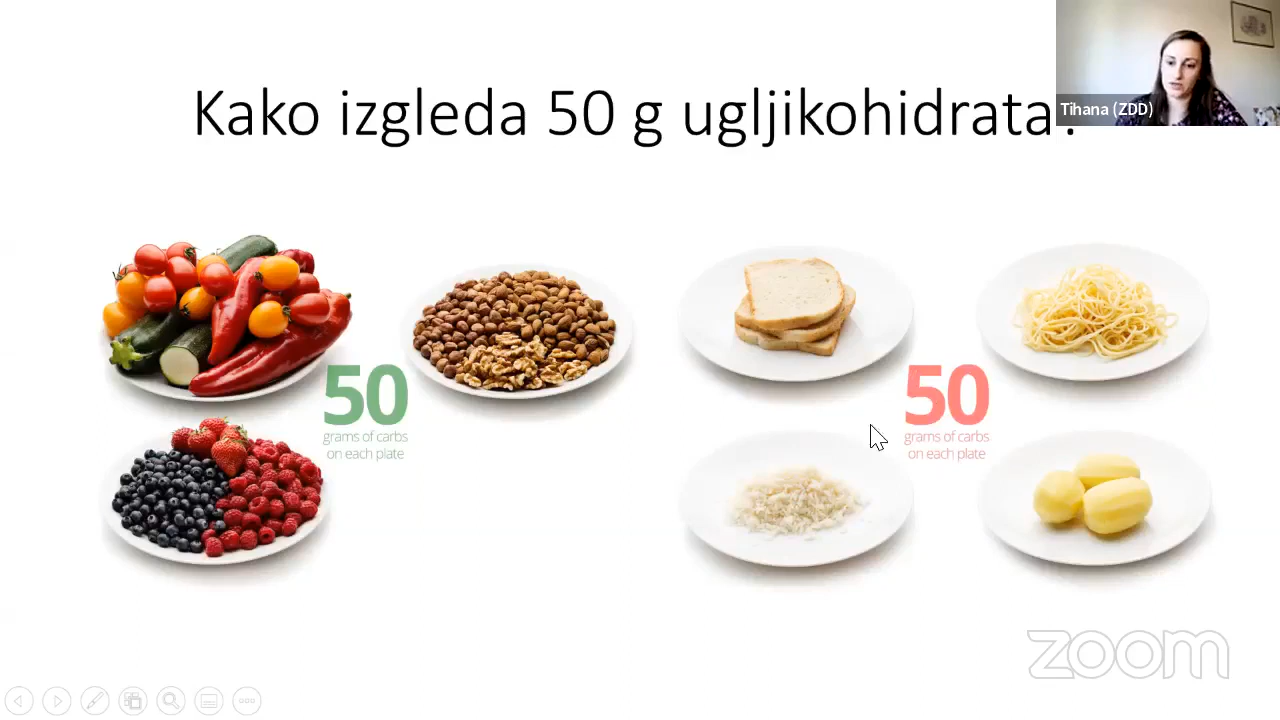 Kako izgleda 50 g ugljikohidrata?
Tihana (ZDD)
50
grams of carbs
on each plate
50
grams of carbs
on each plate
zoom